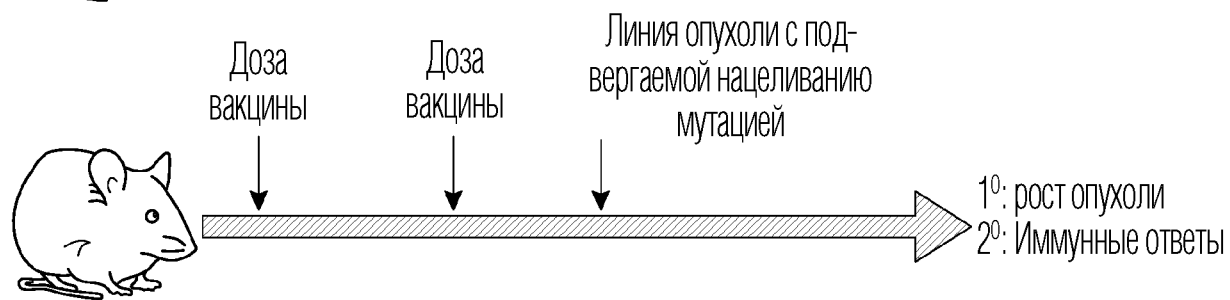 Доза
вакцины
Доза
вакцины
Линия опухоли с под-
вергаемой нацеливанию
мутацией
1⁰: рост опухоли
2⁰: Иммунные ответы